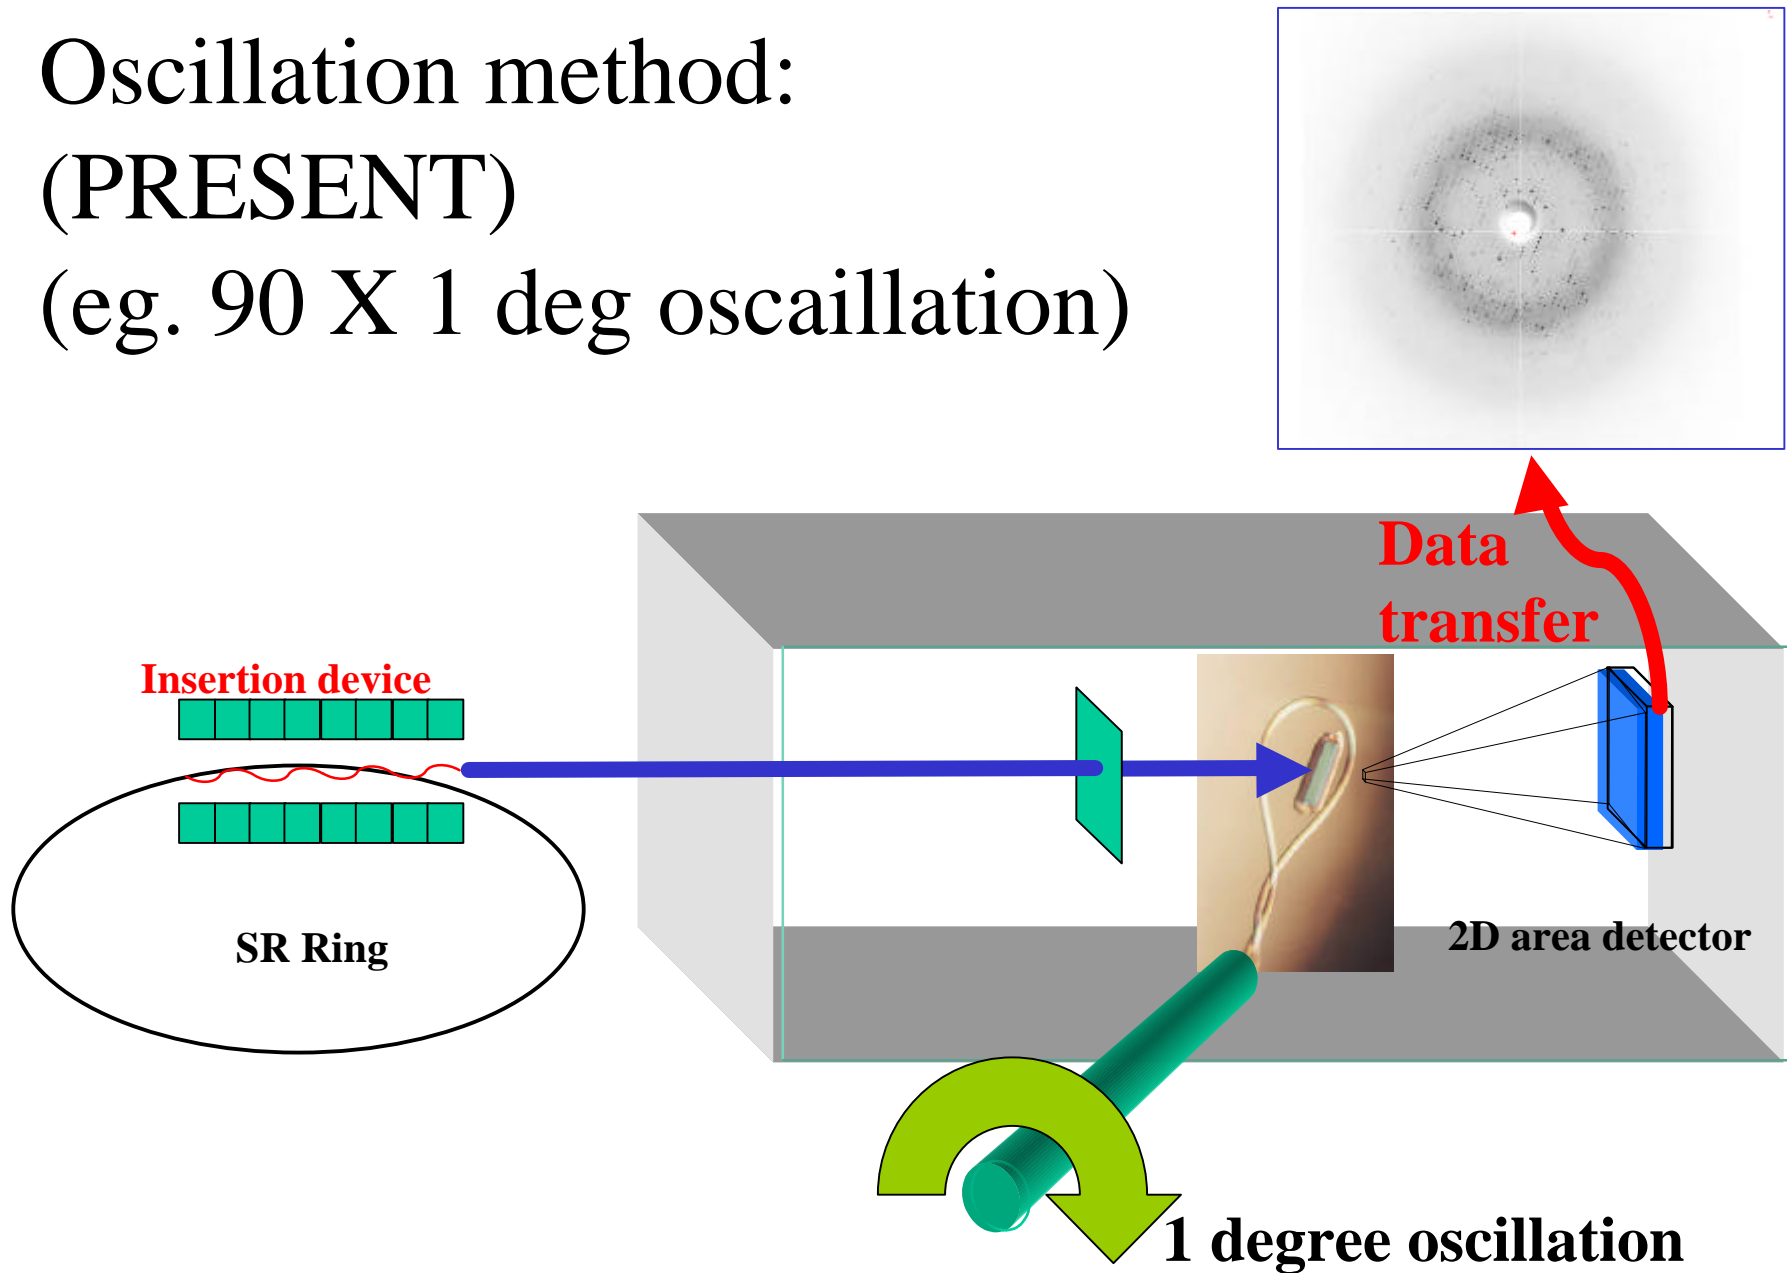 Oscillation method:
(PRESENT)
(eg. 90 X 1 deg oscaillation)
Data
transfer
Insertion device
SR Ring
2D area detector
1 degree oscillation